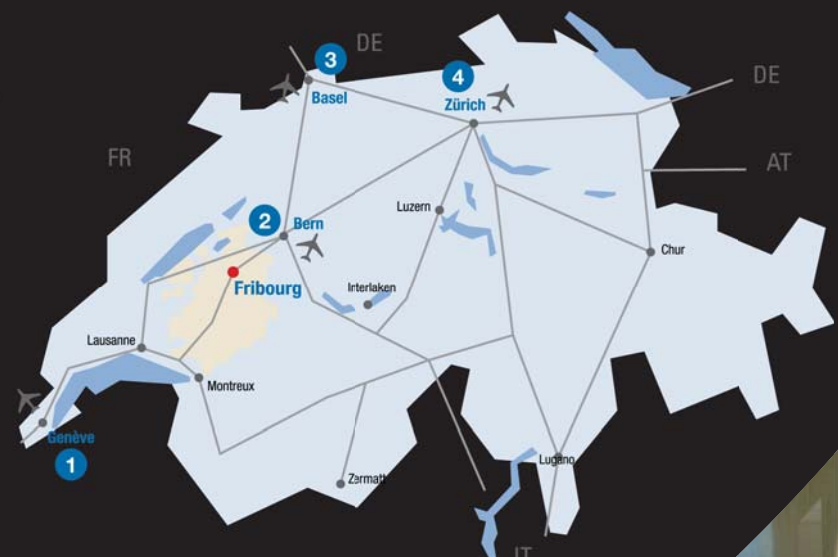 DE
3
4
Basel
Zürich
DE
FR
AT
Luzern
2
Bern
Chur
Fribourg
Interlaken
Lausanne
Montreux
Genève
1
Zermatt
Lugano
IT